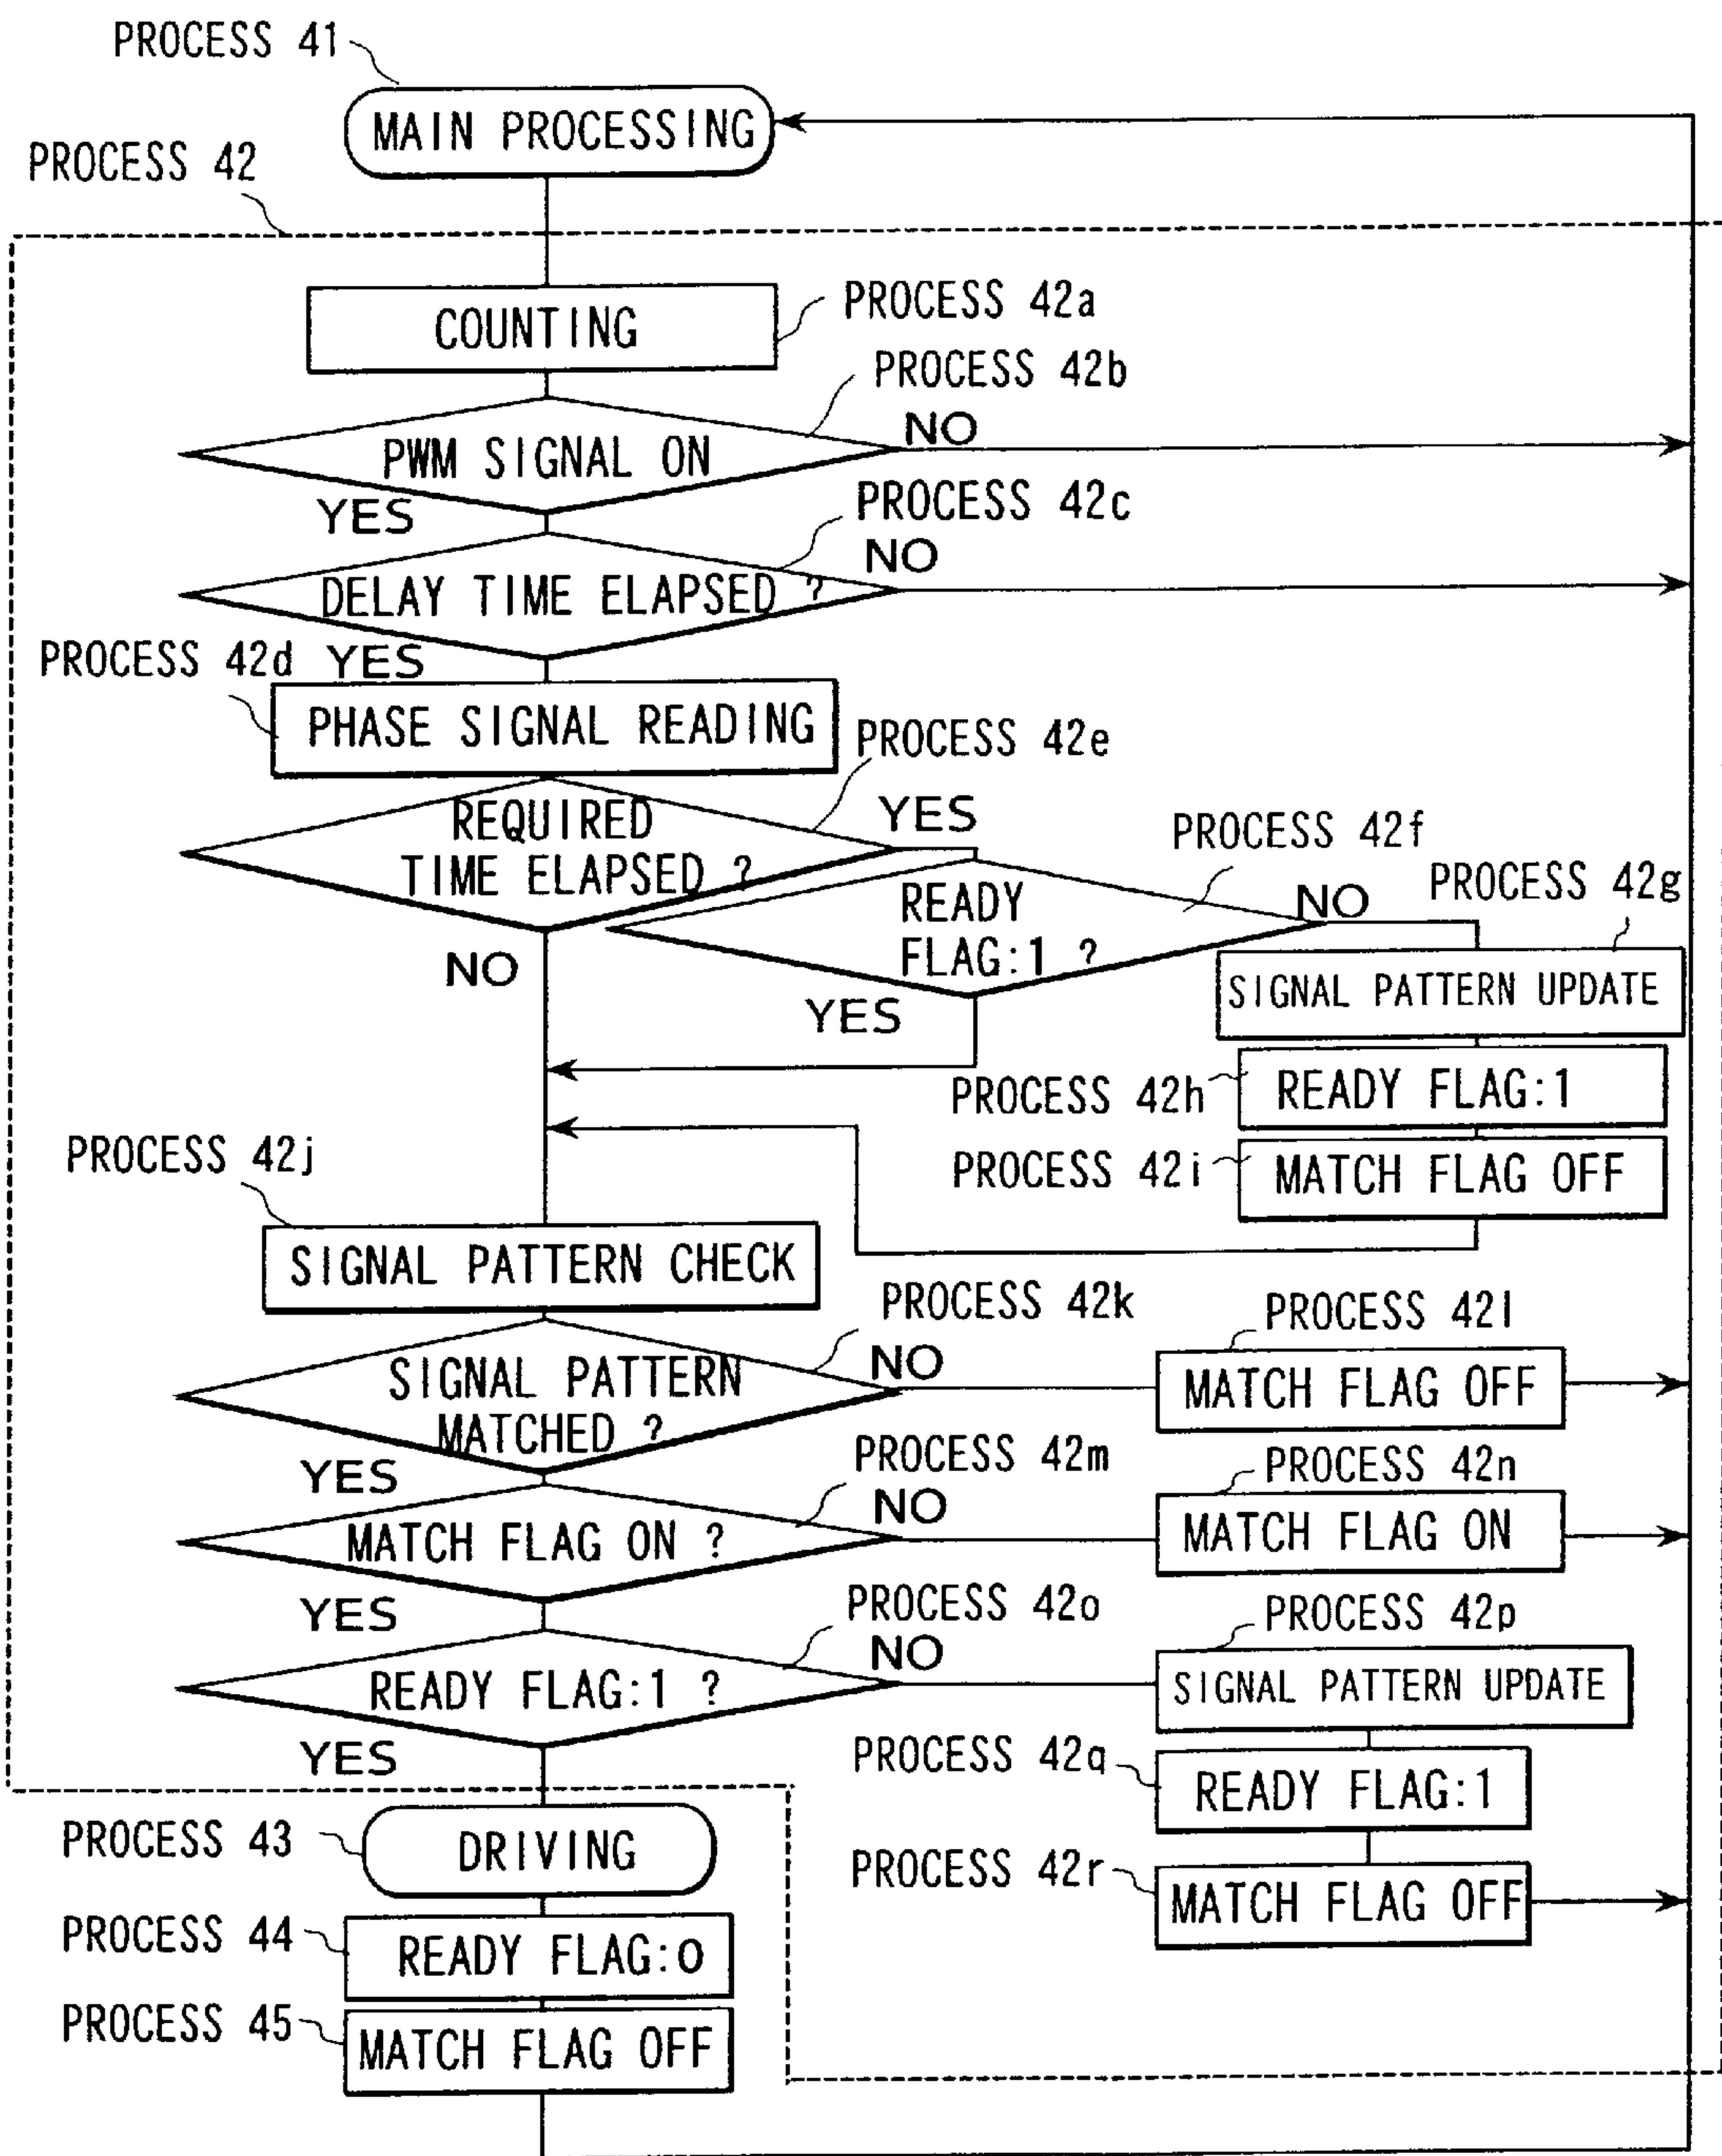 PROCESS 41
MAIN PROCESSING
PROCESS 42
COUNTING
PROCESS 42a
PROCESS 42b
PWM SIGNAL ON
NO
YES
PROCESS 42c
DELAY TIME ELAPSED ?
NO
YES
PROCESS 42d
PHASE SIGNAL READING
PROCESS 42e
REQUIRED
TIME ELAPSED ?
YES
NO
PROCESS 42f
READY
FLAG:1 ?
NO
YES
PROCESS 42g
SIGNAL PATTERN UPDATE
PROCESS 42h
READY FLAG:1
PROCESS 42i
MATCH FLAG OFF
PROCESS 42j
SIGNAL PATTERN CHECK
PROCESS 42k
SIGNAL PATTERN
MATCHED ?
NO
YES
PROCESS 42l
MATCH FLAG OFF
PROCESS 42m
MATCH FLAG ON ?
NO
YES
PROCESS 42n
MATCH FLAG ON
PROCESS 42o
READY FLAG:1 ?
NO
YES
PROCESS 42p
SIGNAL PATTERN UPDATE
PROCESS 42q
READY FLAG:1
PROCESS 42r
MATCH FLAG OFF
PROCESS 43
DRIVING
PROCESS 44
READY FLAG:0
PROCESS 45
MATCH FLAG OFF